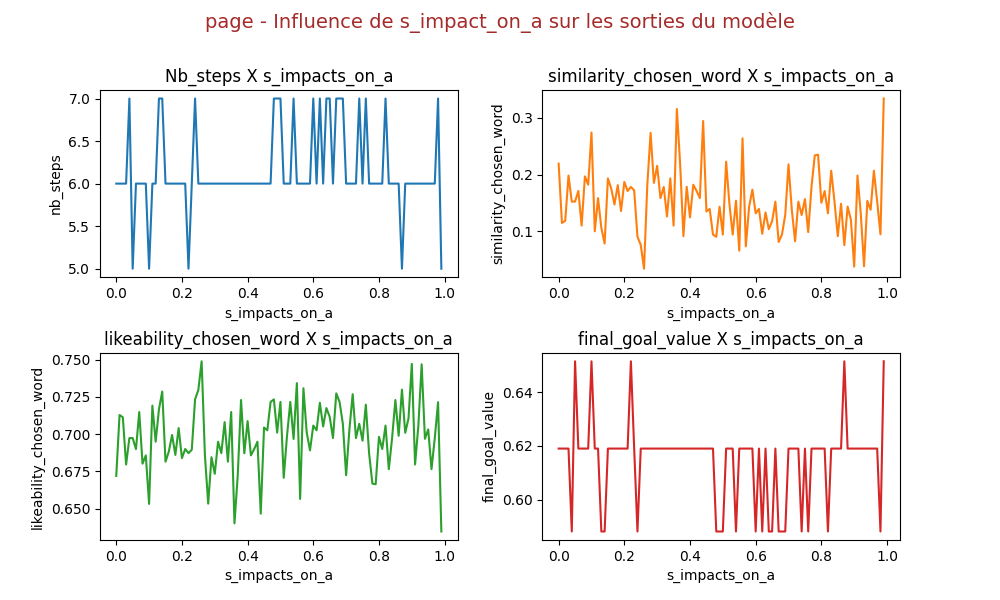 page - Influence de s_impact_on_a sur les sorties du modèle
Nb_steps X s_impacts_on_a
nb_steps
7.0
6.5
6.0
5.5
5.0
0.0 0.2 0.4 0.6 0.8 1.0
s_impacts_on_a
similarity_chosen_word X s_impacts_on_a
similarity_chosen_word
0.3
0.2
0.1
0.0 0.2 0.4 0.6 0.8 1.0
s_impacts_on_a
likeability_chosen_word X s_impacts_on_a
likeability_chosen_word
0.750
0.725
0.700
0.675
0.650
0.0 0.2 0.4 0.6 0.8 1.0
s_impacts_on_a
final_goal_value X s_impacts_on_a
final_goal_value
0.64
0.62
0.60
0.0 0.2 0.4 0.6 0.8 1.0
s_impacts_on_a